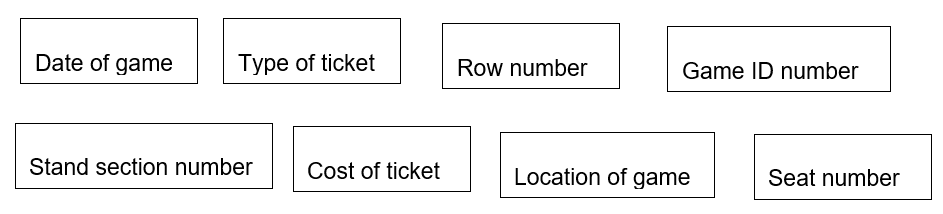 Date of game
Type of ticket
Row number
Game ID number
Stand section number
Cost of ticket
Location of game
Seat number